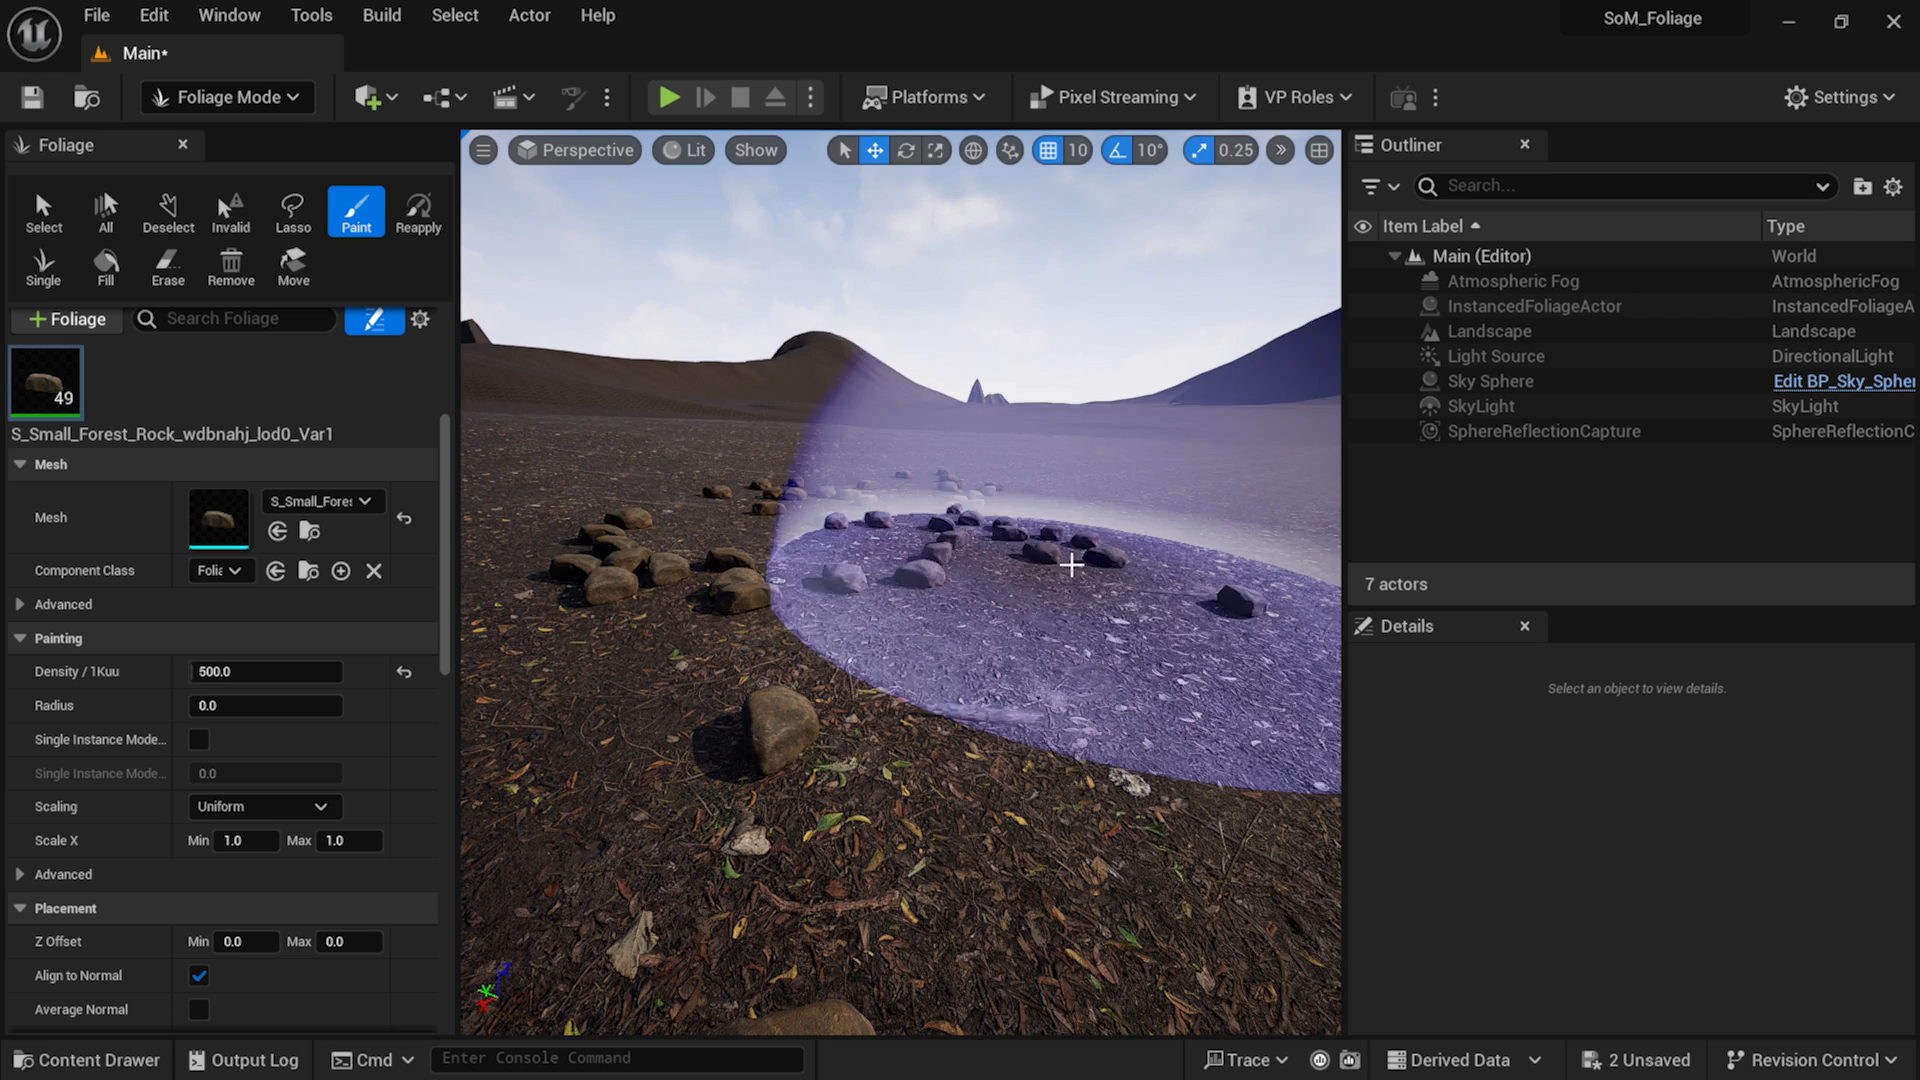 File Edit Window Tools Build Select Actor Help
SoM_Foliage
Main*
Foliage Mode
Platforms
Pixel Streaming
VP Roles
Settings
Foliage
Select All Deselect Invalid Lasso Paint Reapply
Single Fill Erase Remove Move
+ Foliage
Search Foliage
49
S_Small_Forest_Rock_wdbnahj_lod0_Var1
Mesh
Mesh
S_Small_Fores
Component Class
Folia
Advanced
Painting
Density / 1Kuu 500.0
Radius 0.0
Single Instance Mode...
Single Instance Mode... 0.0
Scaling Uniform
Scale X Min 1.0 Max 1.0
Advanced
Placement
Z Offset Min 0.0 Max 0.0
Align to Normal
Average Normal
Perspective Lit Show
10 10° 0.25
Z
Y
X
Outliner
Search...
Item Label Type
Main (Editor) World
Atmospheric Fog AtmosphericFog
InstancedFoliageActor InstancedFoliageA
Landscape Landscape
Light Source DirectionalLight
Sky Sphere Edit BP_Sky_Spher
SkyLight SkyLight
SphereReflectionCapture SphereReflectionC
7 actors
Details
Select an object to view details.
Content Drawer
Output Log
Cmd
Enter Console Command
Trace
Derived Data
2 Unsaved
Revision Control